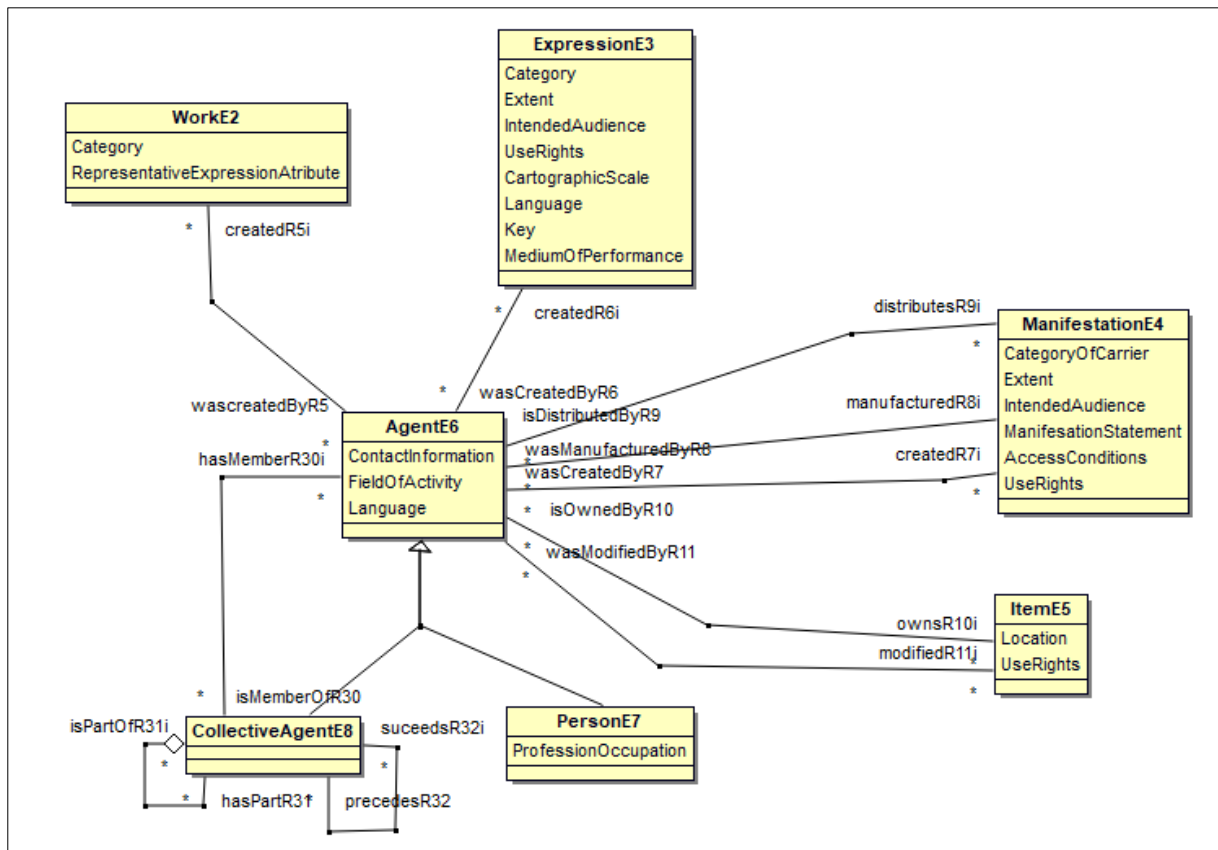 ExpressionE3
Category
Extent
IntendedAudience
UseRights
CartographicScale
Language
Key
MediumOfPerformance
WorkE2
Category
RepresentativeExpressionAtribute
*
createdR5i
*
createdR6i
distributesR9i
*
ManifestationE4
CategoryOfCarrier
Extent
IntendedAudience
ManifesationStatement
AccessConditions
UseRights
manufacturedR8i
createdR7i
*
*
wasCreatedByR6
wascreatedByR5
*
isDistributedByR9
wasManufacturedByR8
*
wasCreatedByR7
*
AgentE6
ContactInformation
FieldOfActivity
Language
hasMemberR30i
*
*
isOwnedByR10
*
wasModifiedByR11
*
ItemE5
Location
UseRights
ownsR10i
modifiedR11i
*
*
*
isMemberOfR30
isPartOfR31i
*
CollectiveAgentE8
suceedsR32i
*
PersonE7
ProfessionOccupation
*
hasPartR31
*
precedesR32